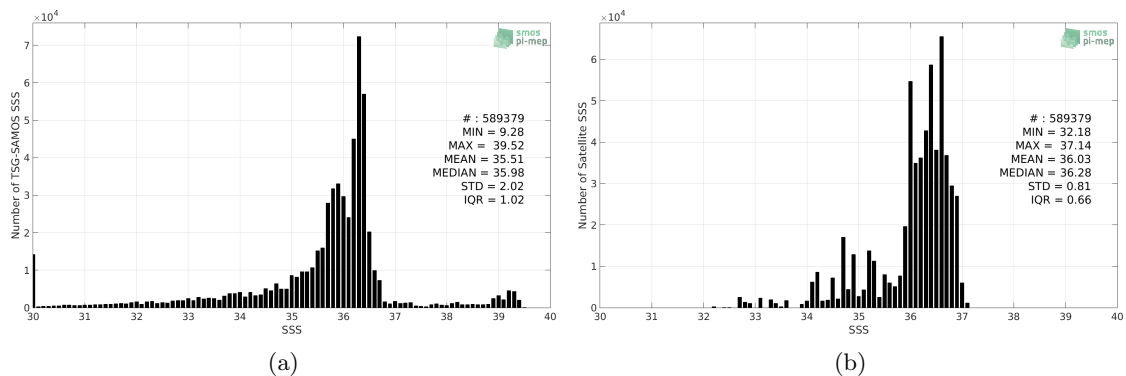 ×10⁴
7
6
5
4
3
2
1
0
Number of TSG-SAMOS SSS
30 31 32 33 34 35 36 37 38 39 40
SSS
smos
pi-mep
# : 589379
MIN = 9.28
MAX = 39.52
MEAN = 35.51
MEDIAN = 35.98
STD = 2.02
IQR = 1.02
(a)
×10⁴
6
5
4
3
2
1
0
Number of Satellite SSS
30 31 32 33 34 35 36 37 38 39 40
SSS
smos
pi-mep
# : 589379
MIN = 32.18
MAX = 37.14
MEAN = 36.03
MEDIAN = 36.28
STD = 0.81
IQR = 0.66
(b)